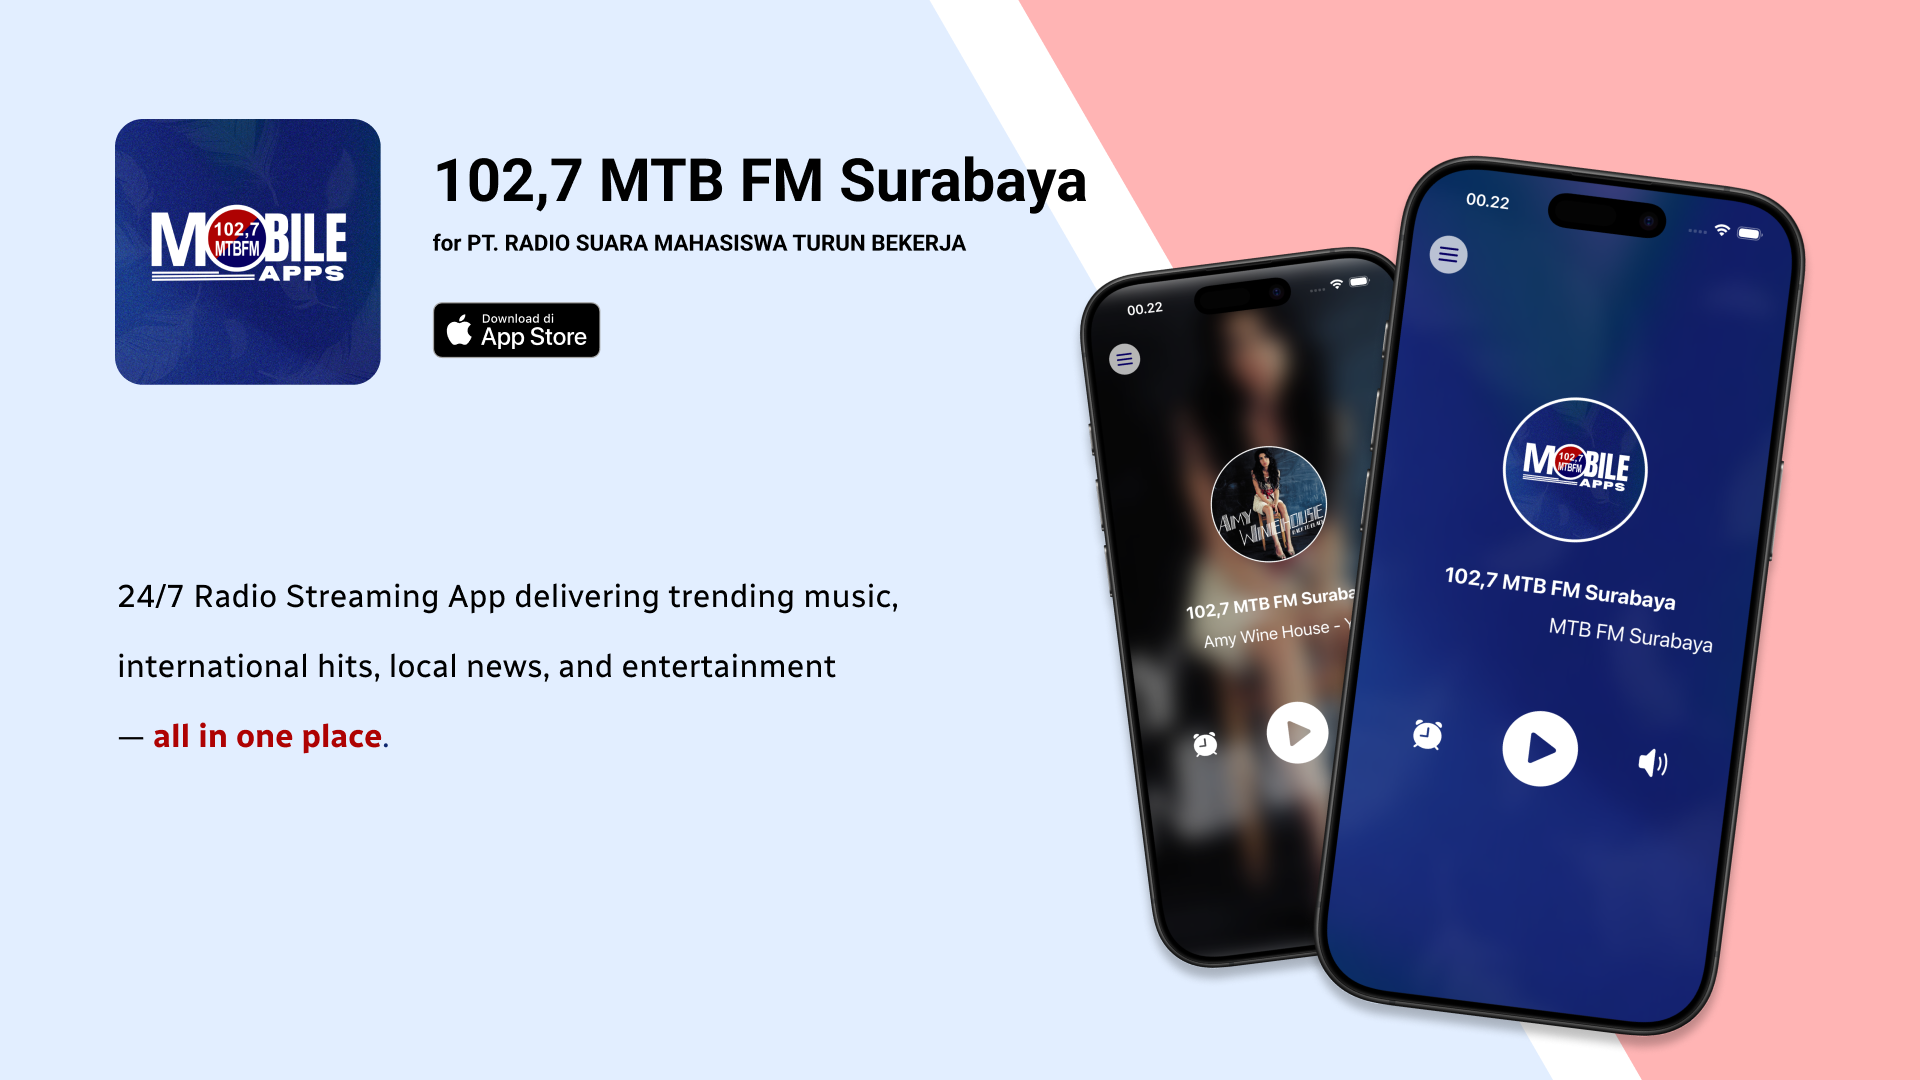 MOBILE
102,7
MTBFM
APPS
102,7 MTB FM Surabaya
for PT. RADIO SUARA MAHASISWA TURUN BEKERJA
Download di
App Store
24/7 Radio Streaming App delivering trending music,
international hits, local news, and entertainment
— all in one place.
00.22
AMY
WINEHOUSE
BACK TO BLACK
102,7 MTB FM Suraba
Amy Wine House - Y
00.22
MOBILE
102,7
MTBFM
APPS
102,7 MTB FM Surabaya
MTB FM Surabaya